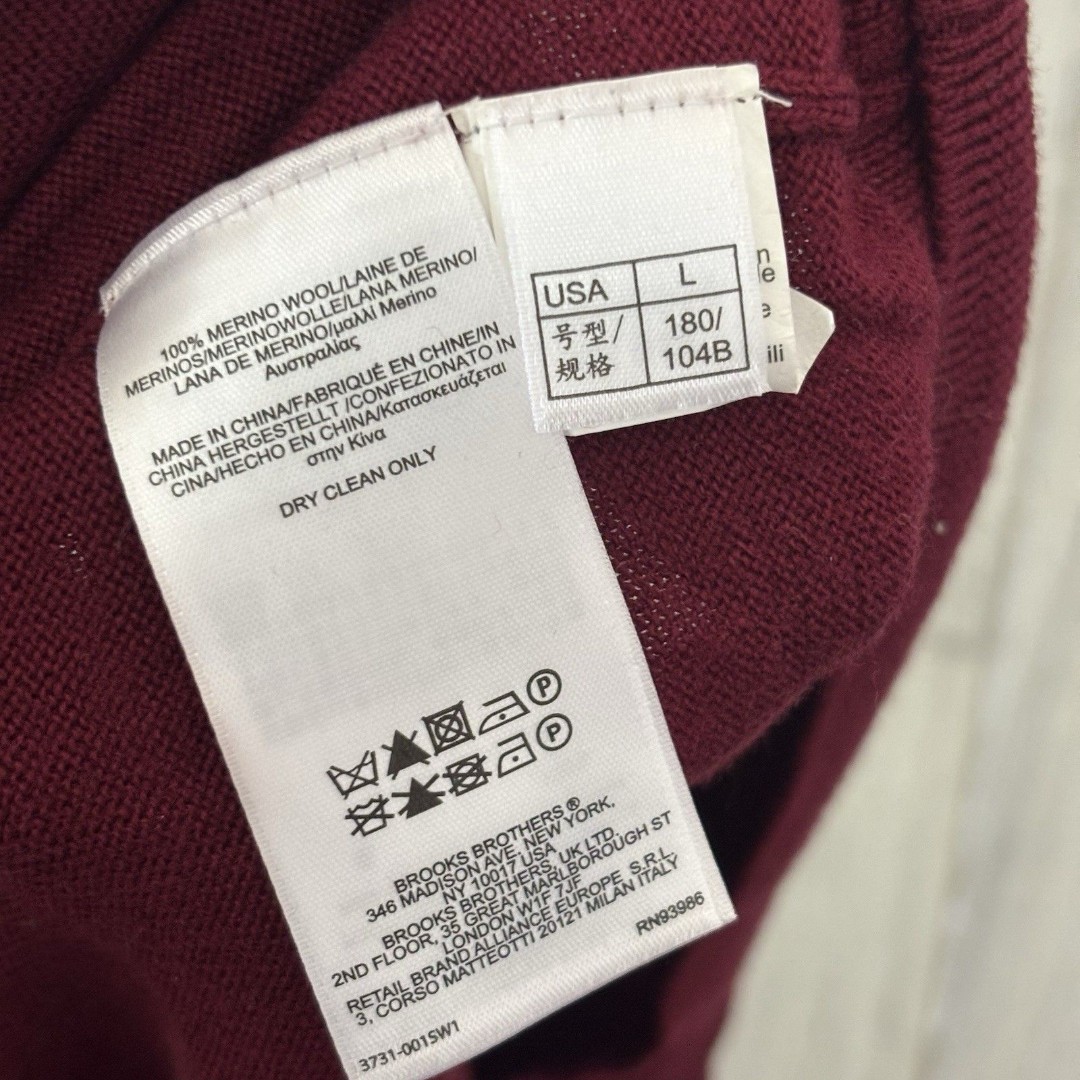 100% MERINO WOOL/LAINE DE
MERINOS/MERINOWOLLE/LANA MERINO/
LANA DE MERINO/μαλλί Merino
Αυστραλίας
MADE IN CHINA/FABRIQUÉ EN CHINE/IN
CHINA HERGESTELLT /CONFEZIONATO IN
CINA/HECHO EN CHINA/Κατασκευάζεται
στην Κίνα
DRY CLEAN ONLY
P
P
BROOKS BROTHERS ®
346 MADISON AVE, NEW YORK,
NY 10017 USA
BROOKS BROTHERS, UK LTD.
2ND FLOOR, 35 GREAT MARLBOROUGH ST
LONDON W1F 7JF
RETAIL BRAND ALLIANCE EUROPE S.R.L
3, CORSO MATTEOTTI 20121 MILAN ITALY
RN93986
3731-001SW1
USA L
号型/ 180/
规格 104B
n
e
e
ili